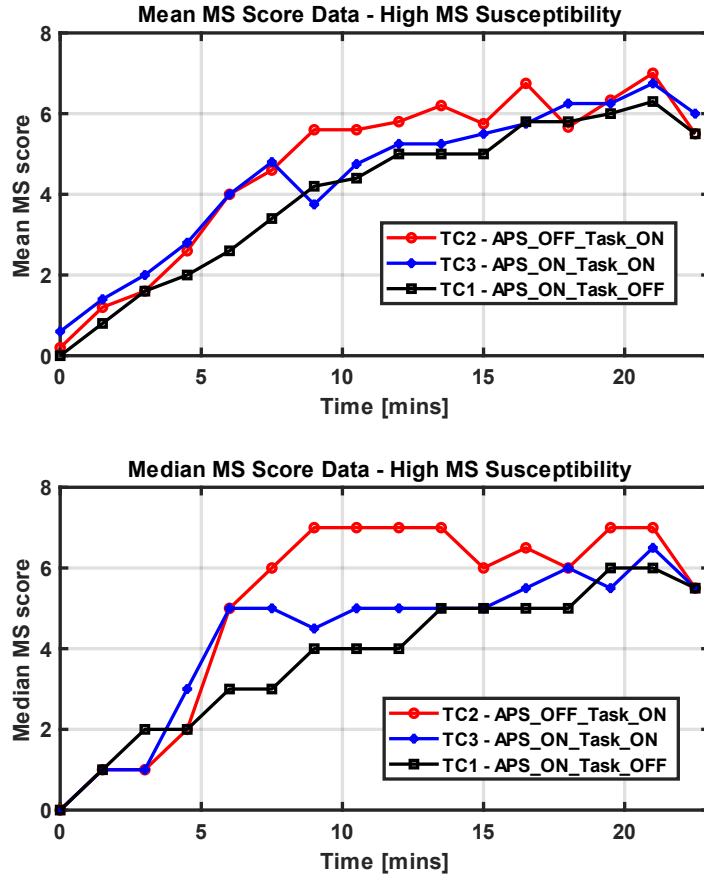 Mean MS Score Data - High MS Susceptibility
8
6
4
2
0
Mean MS score
TC2 - APS_OFF_Task_ON
TC3 - APS_ON_Task_ON
TC1 - APS_ON_Task_OFF
0 5 10 15 20
Time [mins]
Median MS Score Data - High MS Susceptibility
8
6
4
2
0
Median MS score
TC2 - APS_OFF_Task_ON
TC3 - APS_ON_Task_ON
TC1 - APS_ON_Task_OFF
0 5 10 15 20
Time [mins]